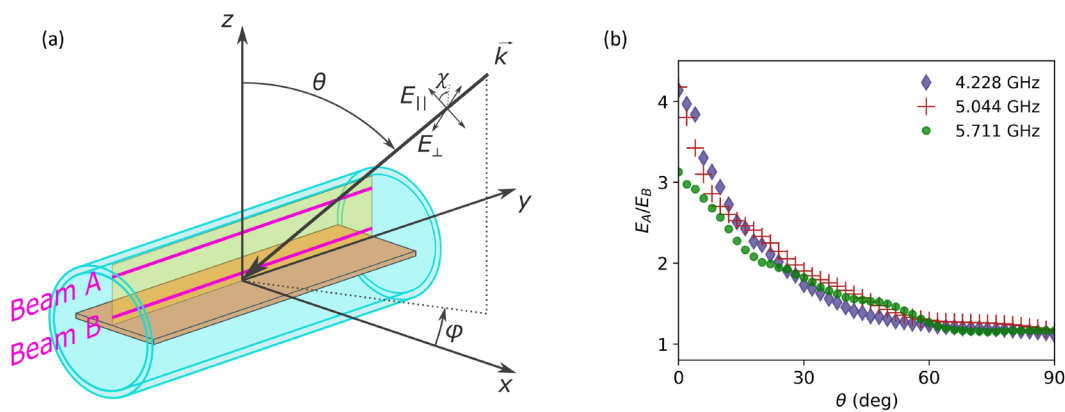 (a)
z
k⃗
θ
χ
E||
E⊥
y
Beam A
Beam B
φ
x
(b)
4.228 GHz
5.044 GHz
5.711 GHz
E_A/E_B
4
3
2
1
0 30 60 90
θ (deg)